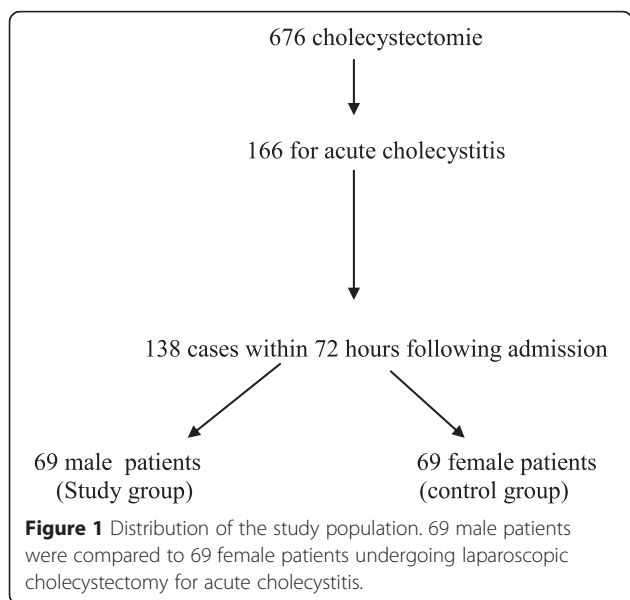 676 cholecystectomie
166 for acute cholecystitis
138 cases within 72 hours following admission
69 male patients
(Study group)
69 female patients
(control group)
Figure 1 Distribution of the study population. 69 male patients
were compared to 69 female patients undergoing laparoscopic
cholecystectomy for acute cholecystitis.